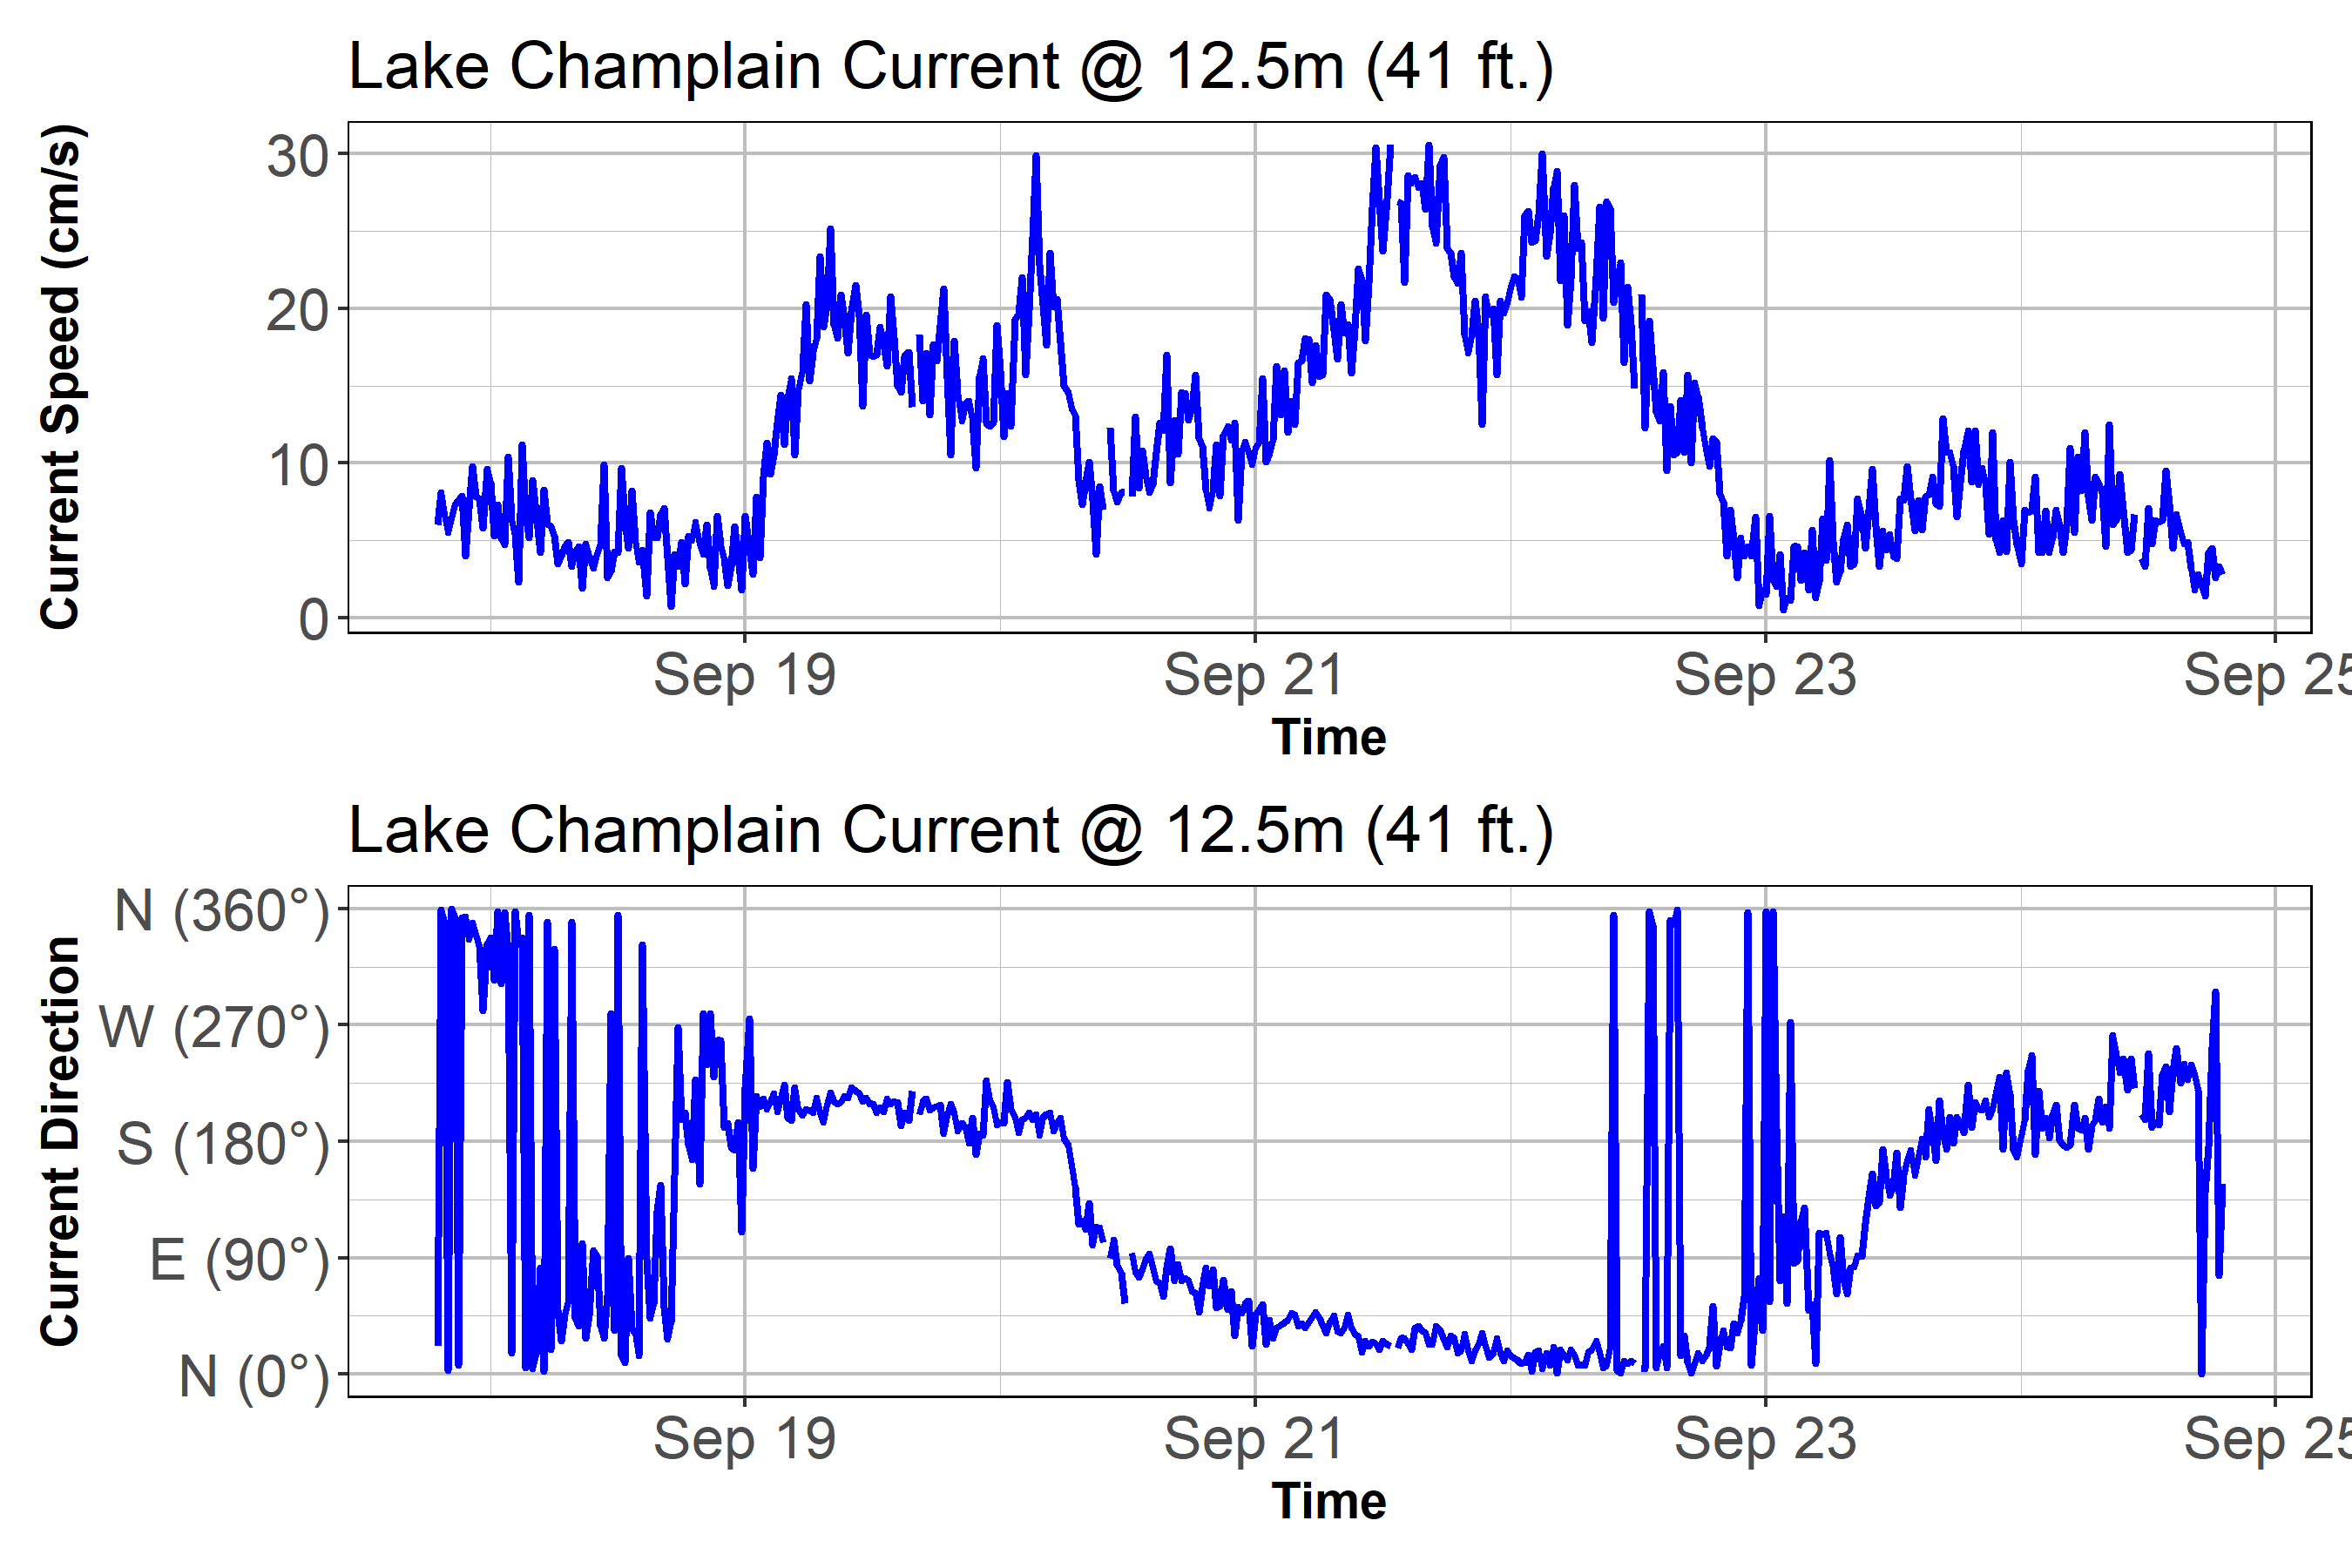 Lake Champlain Current @ 12.5m (41 ft.)
Current Speed (cm/s)
30
20
10
0
Sep 19 Sep 21 Sep 23 Sep 25
Time
Lake Champlain Current @ 12.5m (41 ft.)
Current Direction
N (360°)
W (270°)
S (180°)
E (90°)
N (0°)
Sep 19 Sep 21 Sep 23 Sep 25
Time